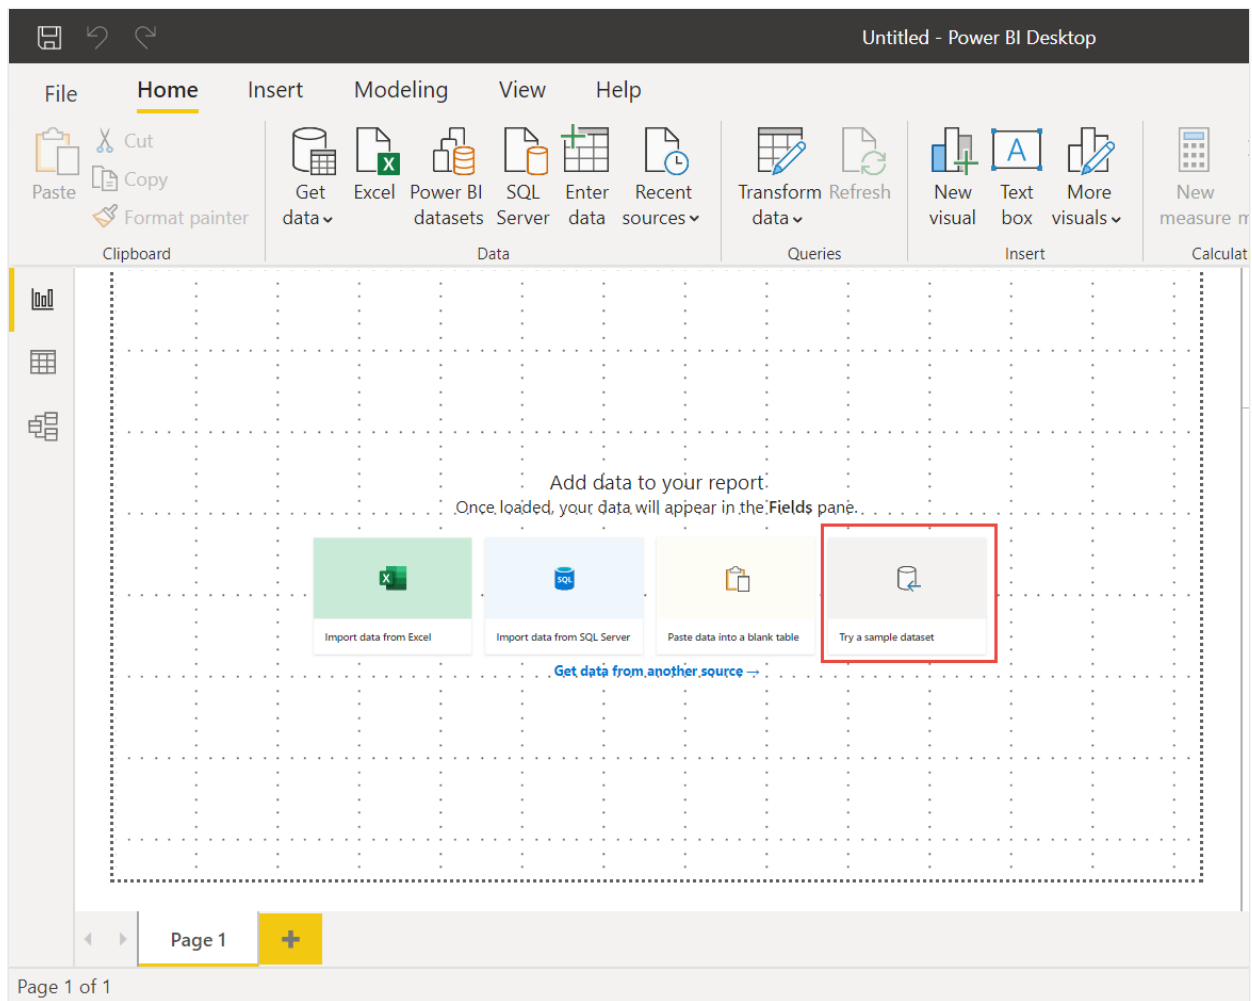 Untitled - Power BI Desktop
File Home Insert Modeling View Help
Paste
Cut
Copy
Format painter
Clipboard
Get data
Excel
Power BI datasets
SQL Server
Enter data
Recent sources
Data
Transform data
Refresh
Queries
New visual
Text box
More visuals
Insert
New measure
Calculat
A
X
Add data to your report
Once loaded, your data will appear in the Fields pane.
X
SQL
Import data from Excel
Import data from SQL Server
Paste data into a blank table
Try a sample dataset
Get data from another source →
Page 1
+
Page 1 of 1